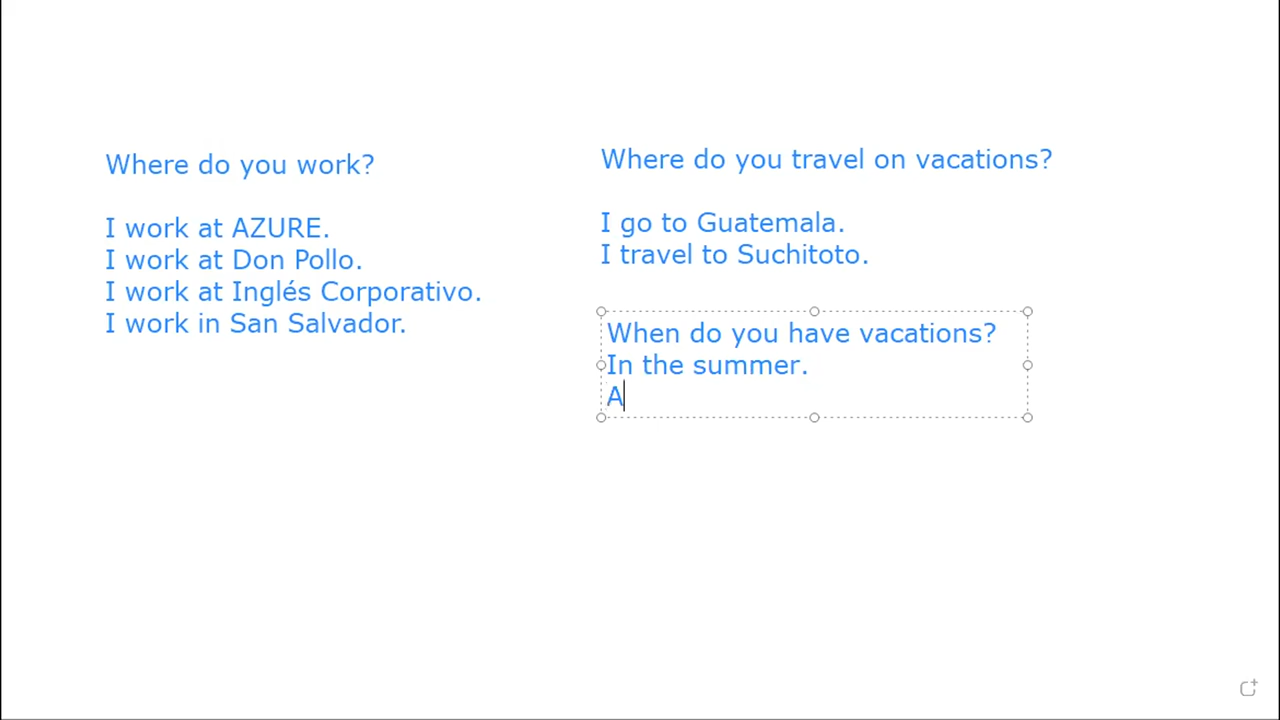 Where do you work?
I work at AZURE.
I work at Don Pollo.
I work at Inglés Corporativo.
I work in San Salvador.
Where do you travel on vacations?
I go to Guatemala.
I travel to Suchitoto.
When do you have vacations?
In the summer.
A